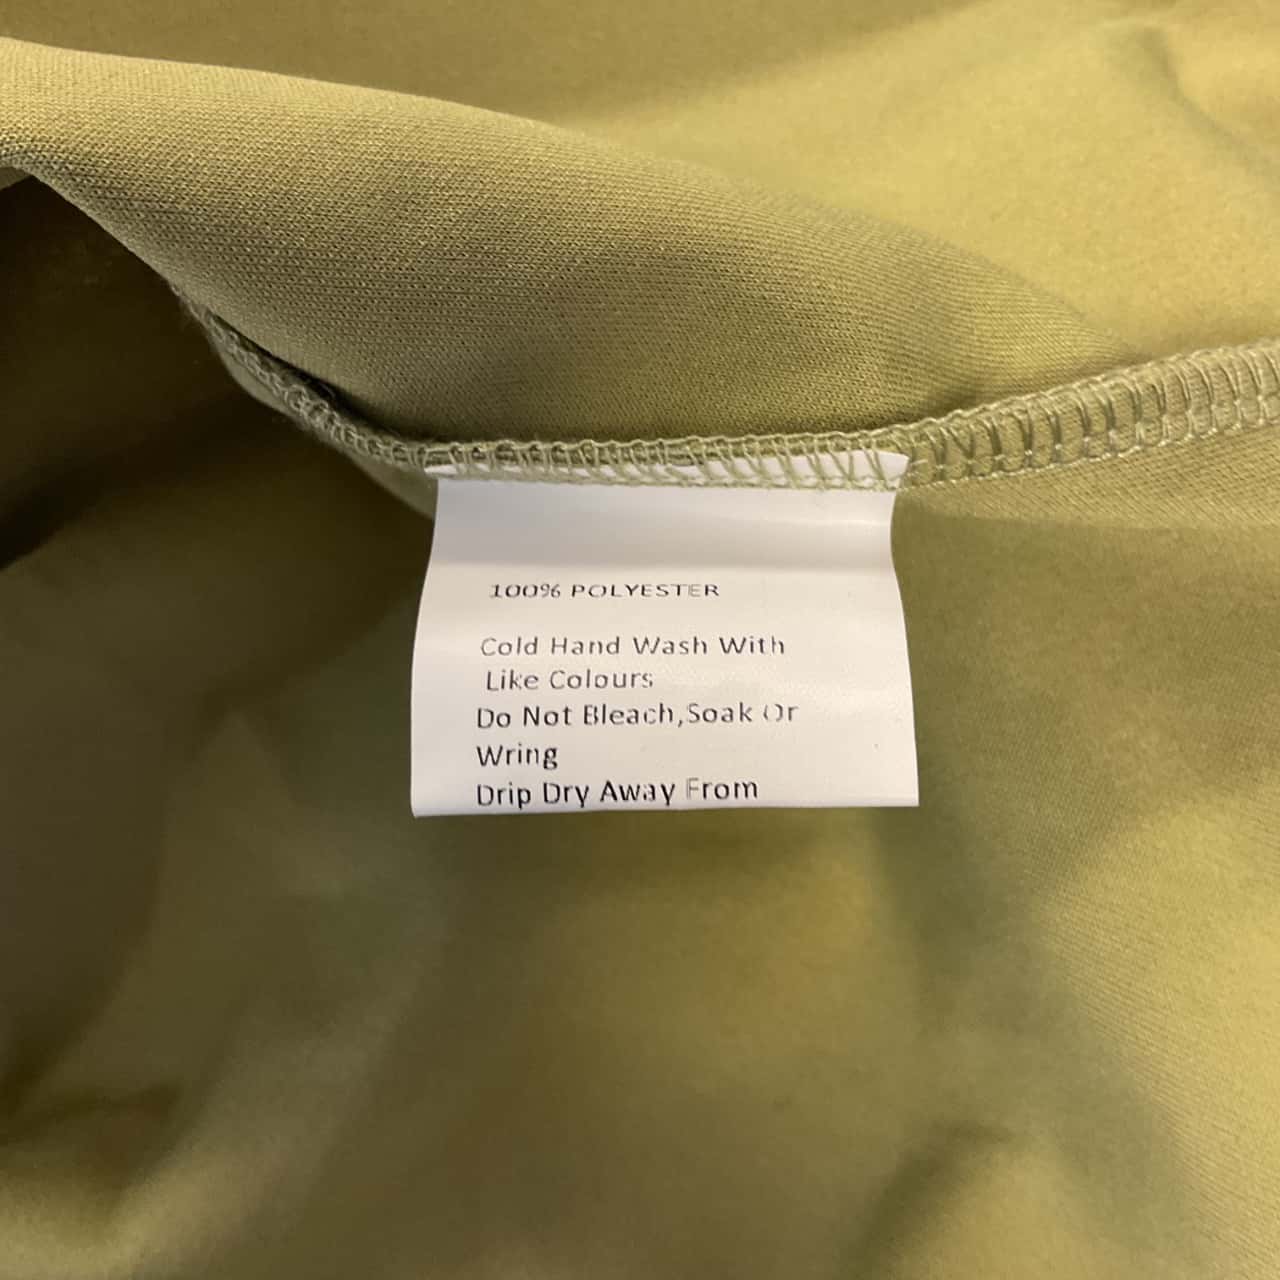 100% POLYESTER
Cold Hand Wash With
Like Colours
Do Not Bleach,Soak Or
Wring
Drip Dry Away From